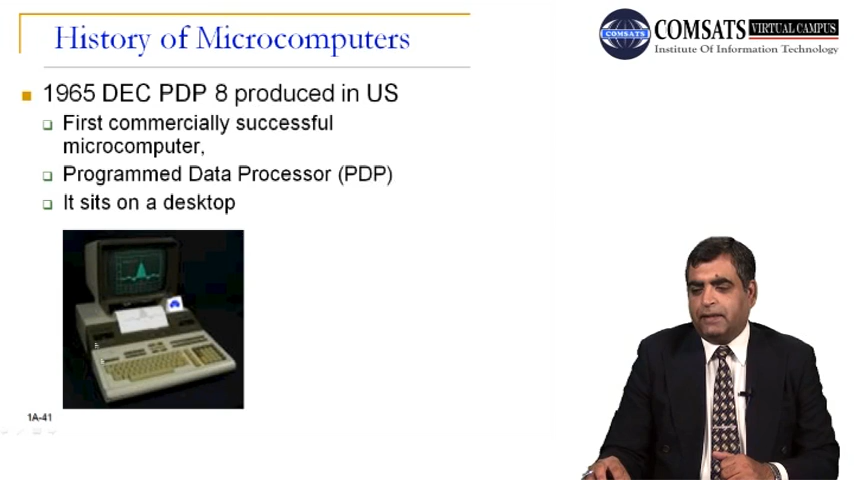 History of Microcomputers
COMSATS
COMSATS VIRTUAL CAMPUS
Institute Of Information Technology
1965 DEC PDP 8 produced in US
First commercially successful
microcomputer,
Programmed Data Processor (PDP)
It sits on a desktop
1A-41